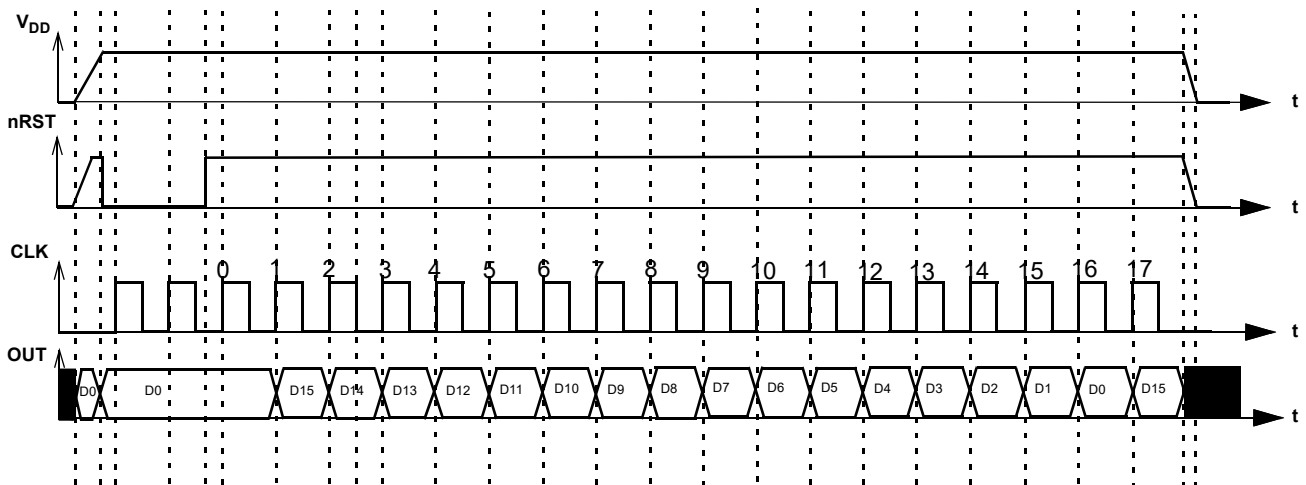 VDD
t
nRST
t
CLK
0 1 2 3 4 5 6 7 8 9 10 11 12 13 14 15 16 17
t
OUT
D0 D0 D15 D14 D13 D12 D11 D10 D9 D8 D7 D6 D5 D4 D3 D2 D1 D0 D15
t